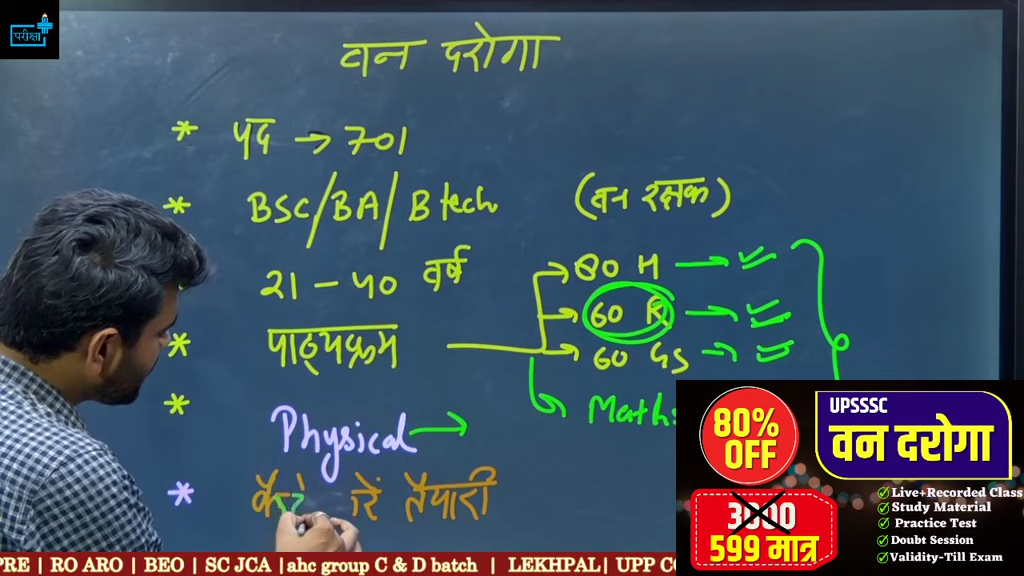 परीक्षा
वन दरोगा
* पद → 701
* BSC/BA/Btech (वन रक्षक)
21 - 40 वर्ष
* पाठ्यक्रम
80 H →
60 R →
60 GS →
Maths
*
Physical →
* तैयारी
80% OFF
UPSSSC
वन दरोगा
3000
599 मात्र
Live+Recorded Class
Study Material
Practice Test
Doubt Session
Validity-Till Exam
PRE | RO ARO | BEO | SC JCA |ahc group C & D batch | LEKHPAL| UPP